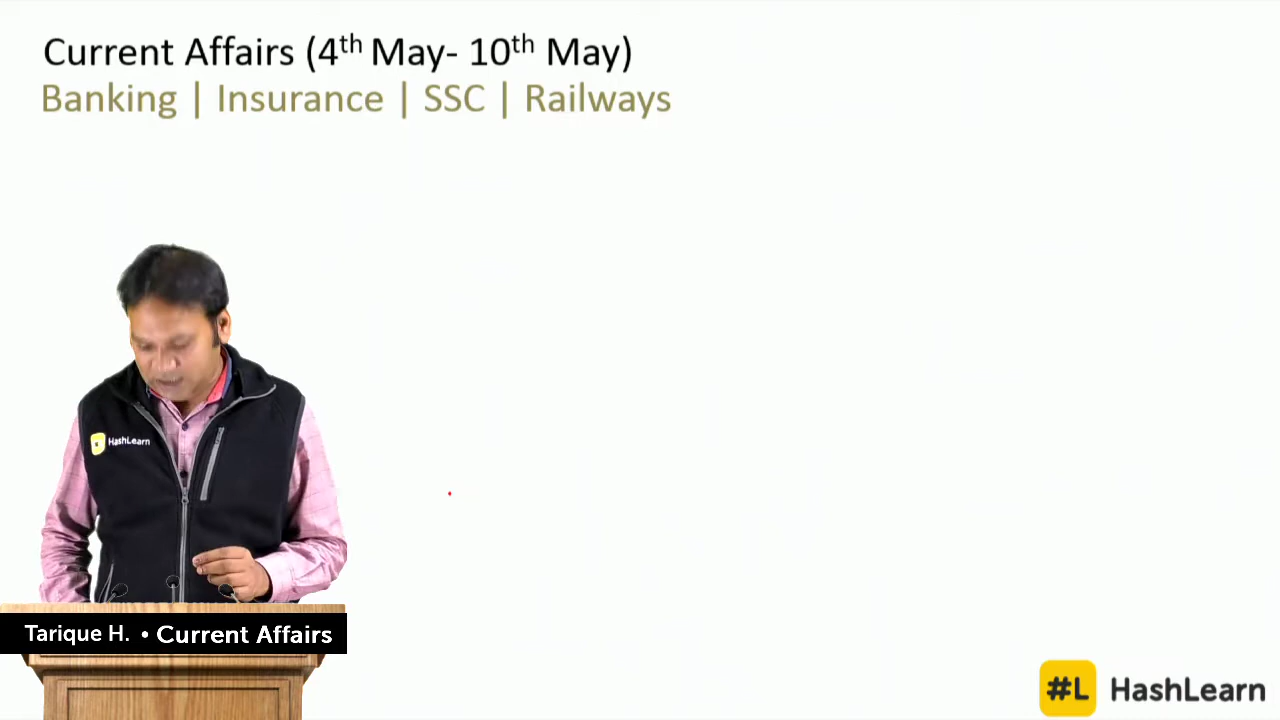 Current Affairs (4th May- 10th May)
Banking | Insurance | SSC | Railways
HashLearn
Tarique H. • Current Affairs
#L HashLearn